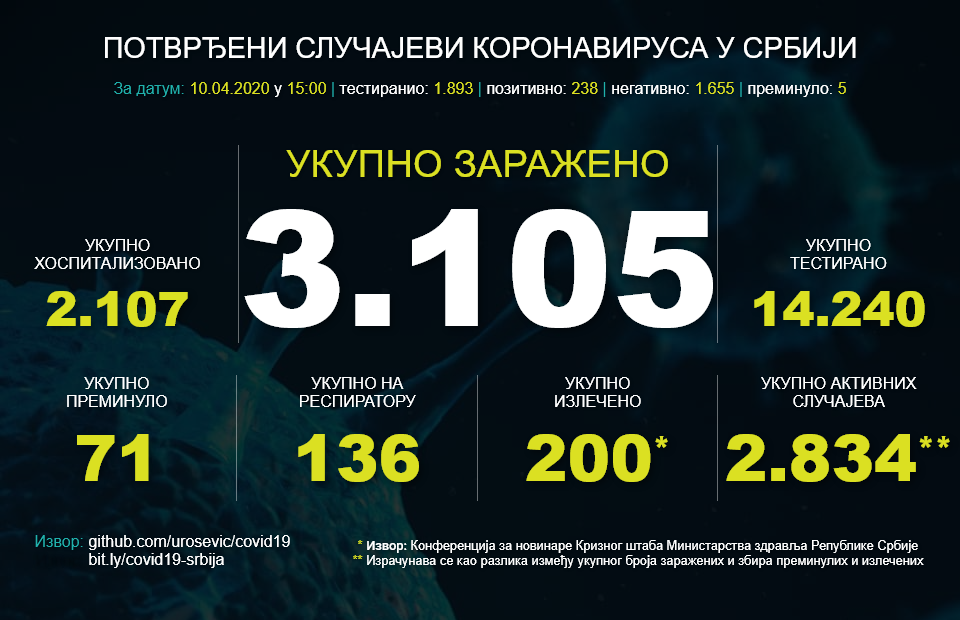 ПОТВРЂЕНИ СЛУЧАЈЕВИ КОРОНАВИРУСА У СРБИЈИ
За датум: 10.04.2020 у 15:00 | тестиранио: 1.893 | позитивно: 238 | негативно: 1.655 | преминуло: 5
УКУПНО ЗАРАЖЕНО
3.105
УКУПНО
ХОСПИТАЛИЗОВАНО
2.107
УКУПНО
ТЕСТИРАНО
14.240
УКУПНО
ПРЕМИНУЛО
71
УКУПНО НА
РЕСПИРАТОРУ
136
УКУПНО
ИЗЛЕЧЕНО
200*
УКУПНО АКТИВНИХ
СЛУЧАЈЕВА
2.834**
Извор: github.com/urosevic/covid19
bit.ly/covid19-srbija
* Извор: Конференција за новинаре Кризног штаба Министарства здравља Републике Србије
** Израчунава се као разлика између укупног броја заражених и збира преминулих и излечених